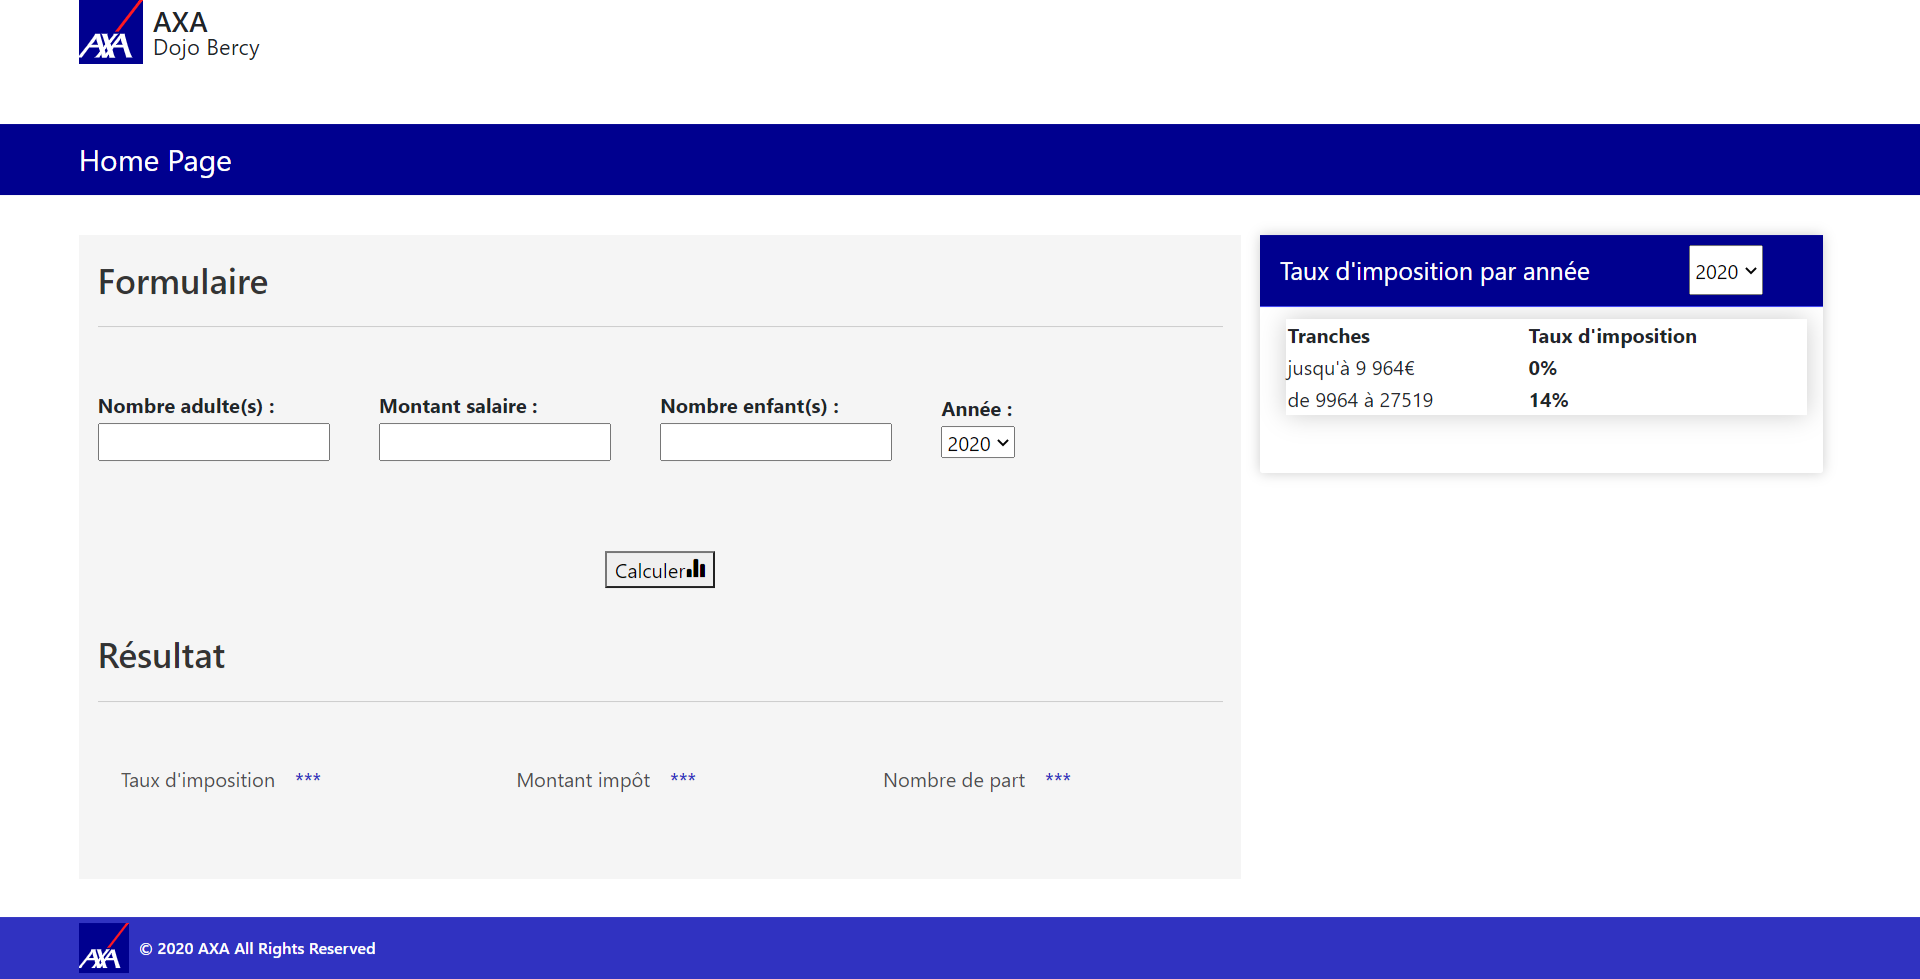 AXA
AXA
Dojo Bercy
Home Page
Formulaire
Nombre adulte(s) :
Montant salaire :
Nombre enfant(s) :
Année :
2020
Calculer
Résultat
Taux d'imposition ***
Montant impôt ***
Nombre de part ***
Taux d'imposition par année
2020
Tranches Taux d'imposition
jusqu'à 9 964€ 0%
de 9964 à 27519 14%
AXA
© 2020 AXA All Rights Reserved